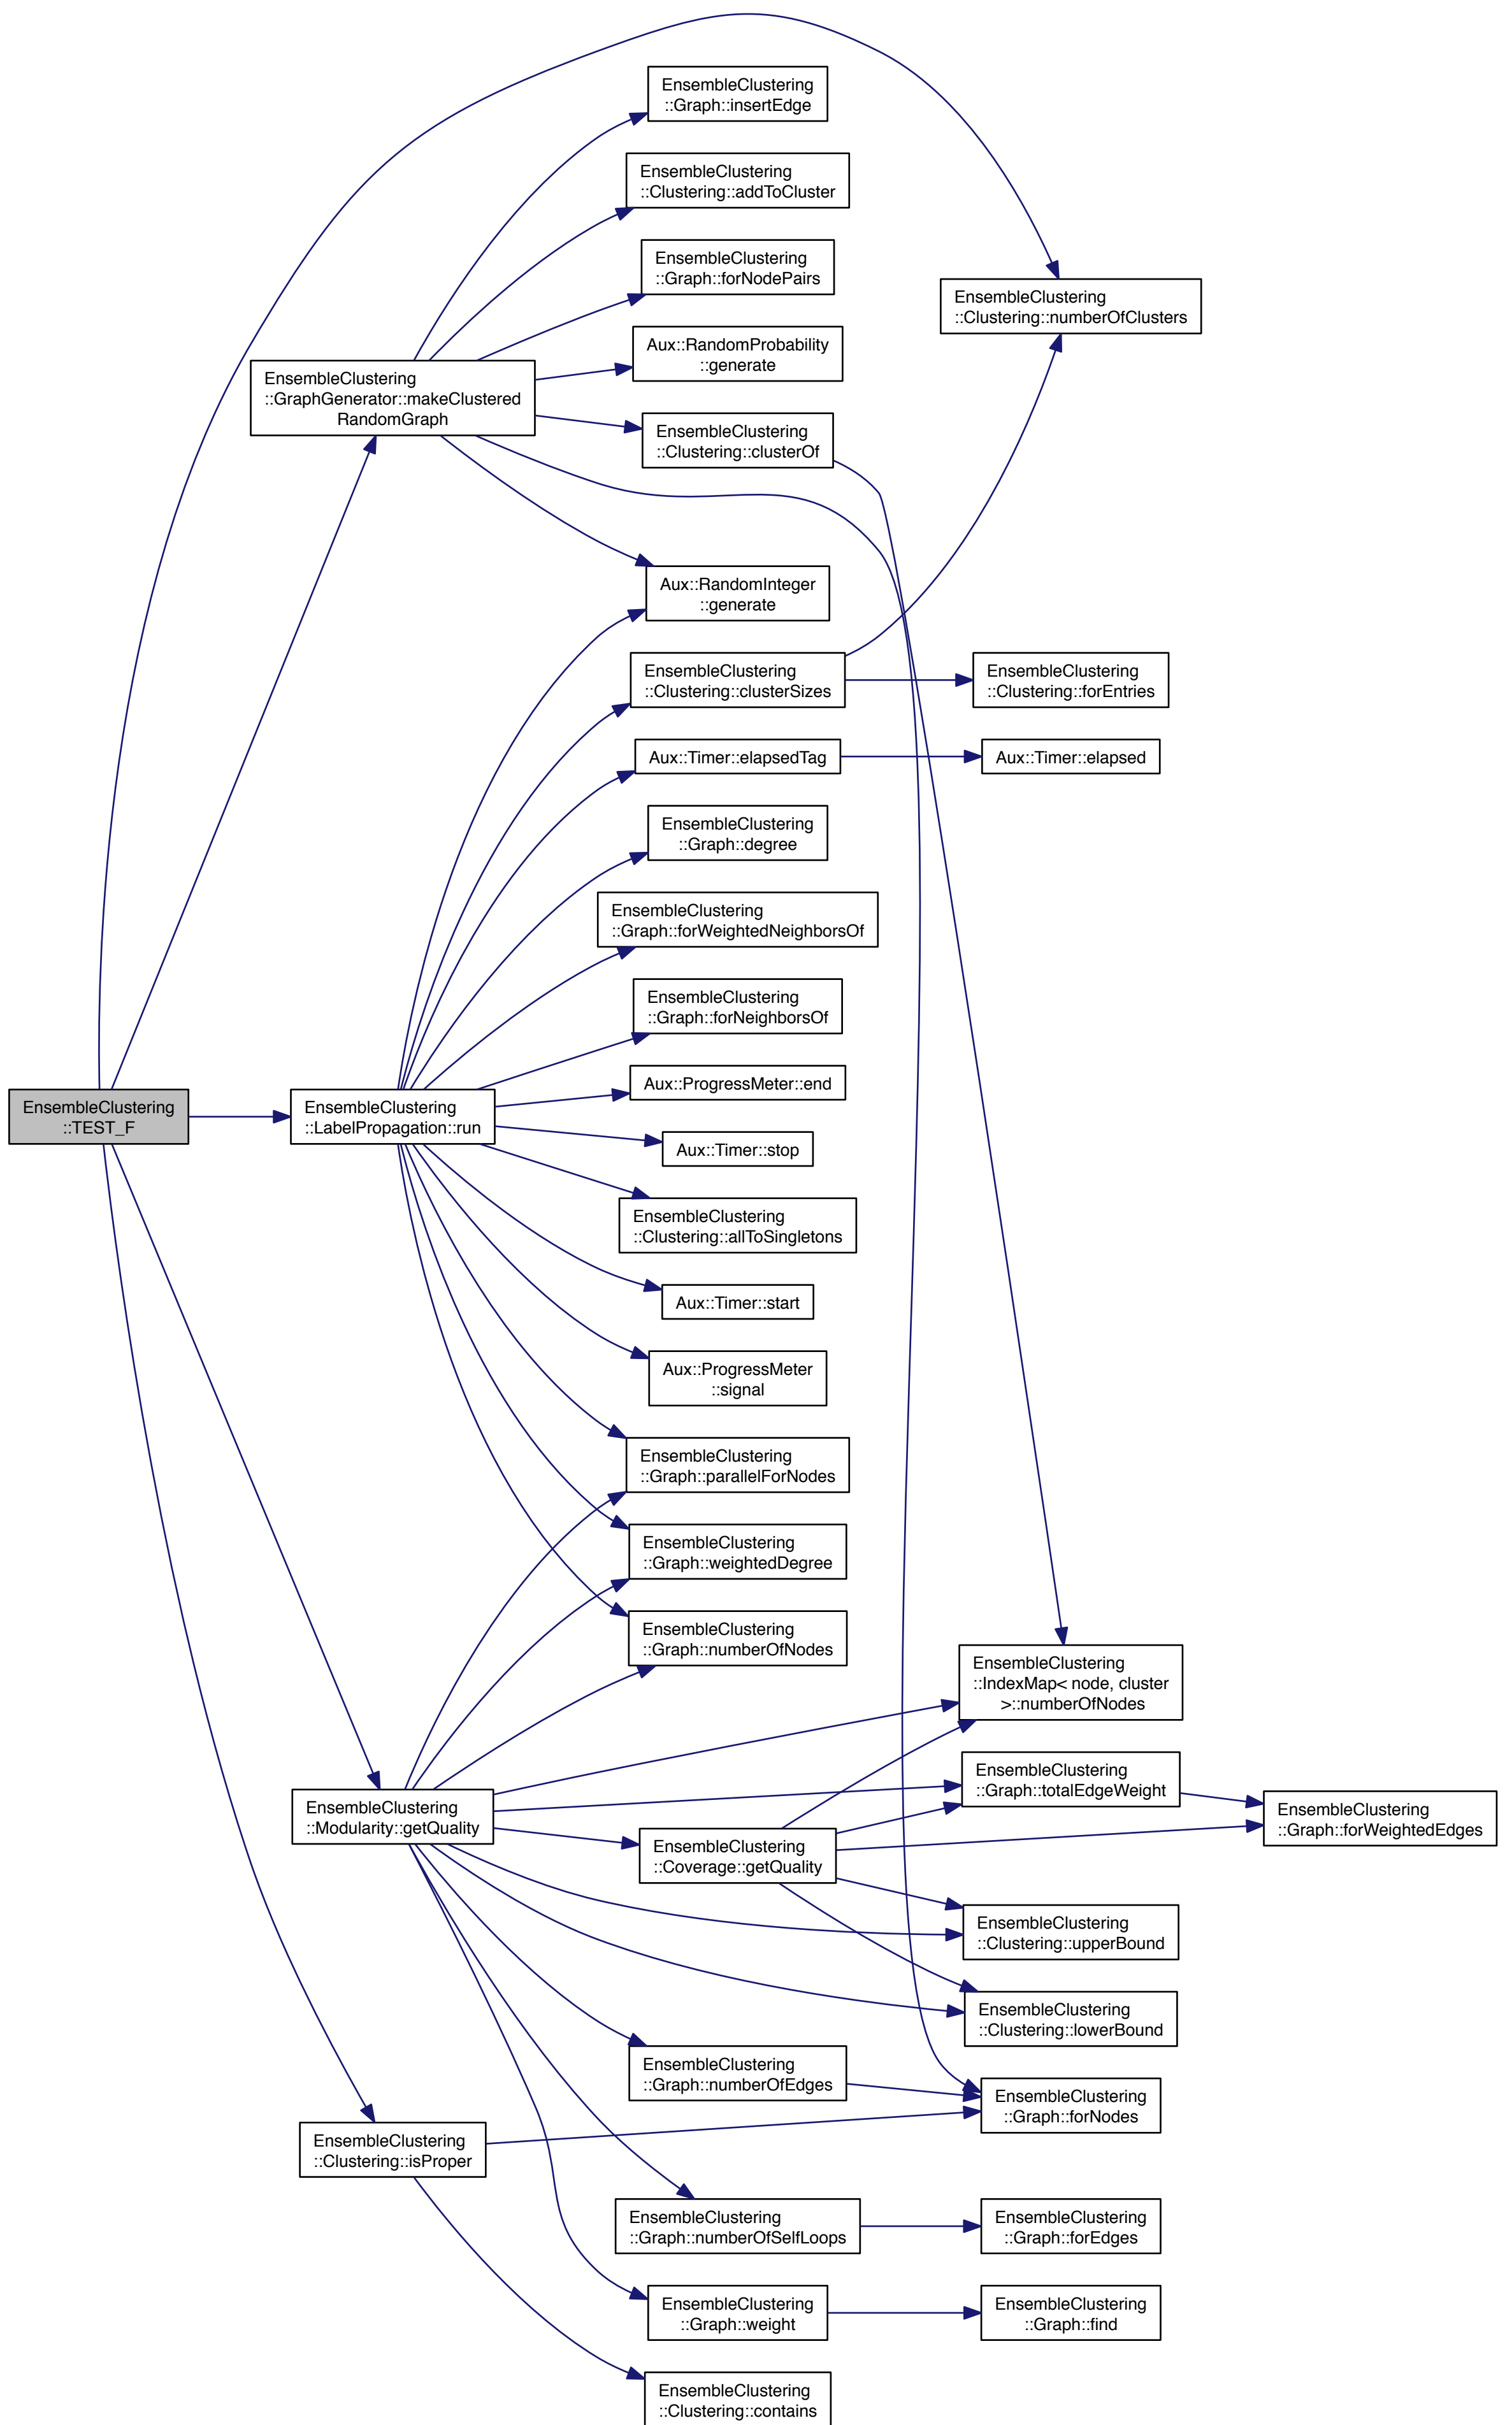 EnsembleClustering
::Graph::insertEdge
EnsembleClustering
::Clustering::addToCluster
EnsembleClustering
::Graph::forNodePairs
EnsembleClustering
::Clustering::numberOfClusters
Aux::RandomProbability
::generate
EnsembleClustering
::GraphGenerator::makeClustered
RandomGraph
EnsembleClustering
::Clustering::clusterOf
Aux::RandomInteger
::generate
EnsembleClustering
::Clustering::clusterSizes
EnsembleClustering
::Clustering::forEntries
Aux::Timer::elapsedTag
Aux::Timer::elapsed
EnsembleClustering
::Graph::degree
EnsembleClustering
::Graph::forWeightedNeighborsOf
EnsembleClustering
::Graph::forNeighborsOf
Aux::ProgressMeter::end
EnsembleClustering
::TEST_F
EnsembleClustering
::LabelPropagation::run
Aux::Timer::stop
EnsembleClustering
::Clustering::allToSingletons
Aux::Timer::start
Aux::ProgressMeter
::signal
EnsembleClustering
::Graph::parallelForNodes
EnsembleClustering
::Graph::weightedDegree
EnsembleClustering
::Graph::numberOfNodes
EnsembleClustering
::IndexMap< node, cluster
>::numberOfNodes
EnsembleClustering
::Graph::totalEdgeWeight
EnsembleClustering
::Graph::forWeightedEdges
EnsembleClustering
::Modularity::getQuality
EnsembleClustering
::Coverage::getQuality
EnsembleClustering
::Clustering::upperBound
EnsembleClustering
::Clustering::lowerBound
EnsembleClustering
::Graph::numberOfEdges
EnsembleClustering
::Graph::forNodes
EnsembleClustering
::Clustering::isProper
EnsembleClustering
::Graph::numberOfSelfLoops
EnsembleClustering
::Graph::forEdges
EnsembleClustering
::Graph::weight
EnsembleClustering
::Graph::find
EnsembleClustering
::Clustering::contains